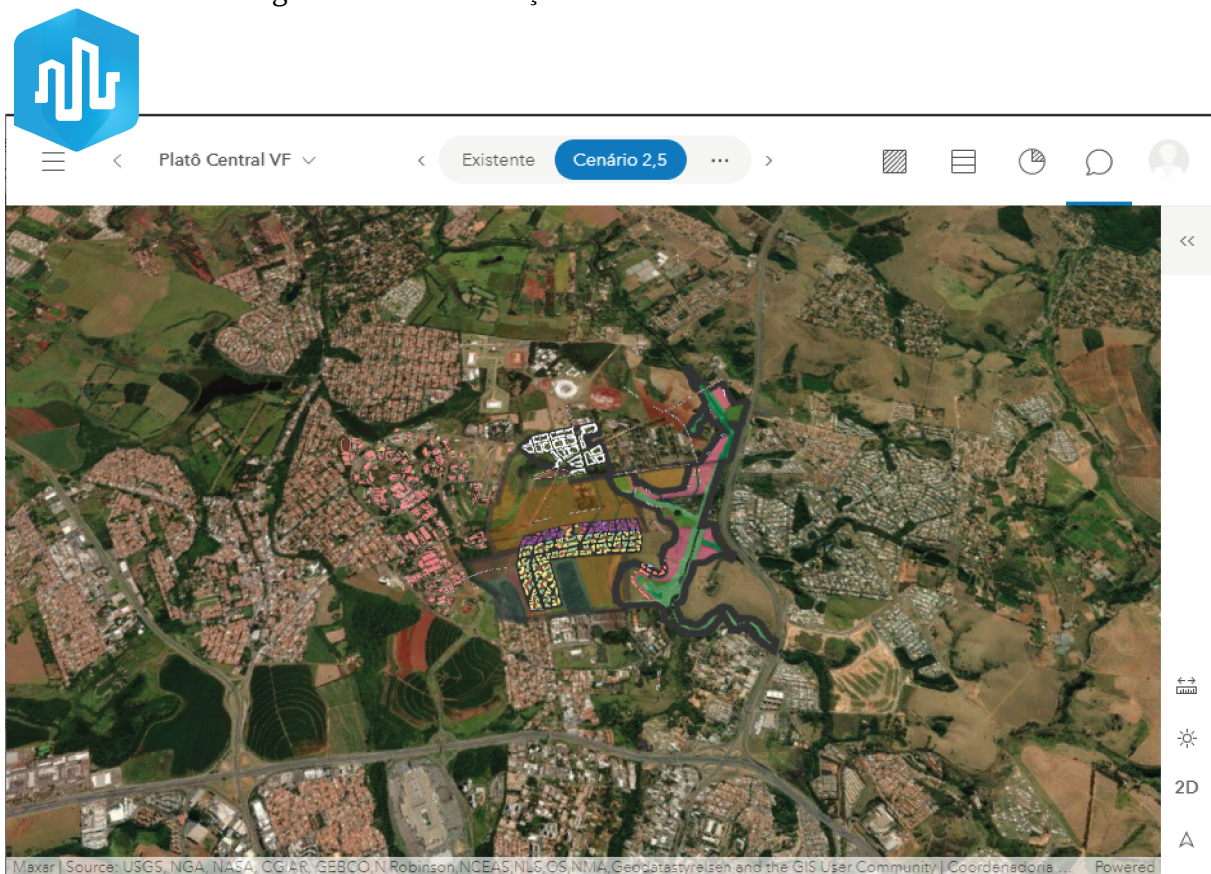 Platô Central VF
Existente
Cenário 2,5
2D
Maxar | Source: USGS, NGA, NASA, CGIAR, GEBCO,N Robinson,NCEAS,NLS,OS,NMA,Geodatastyrelsen and the GIS User Community | Coordenadoria ... Powered